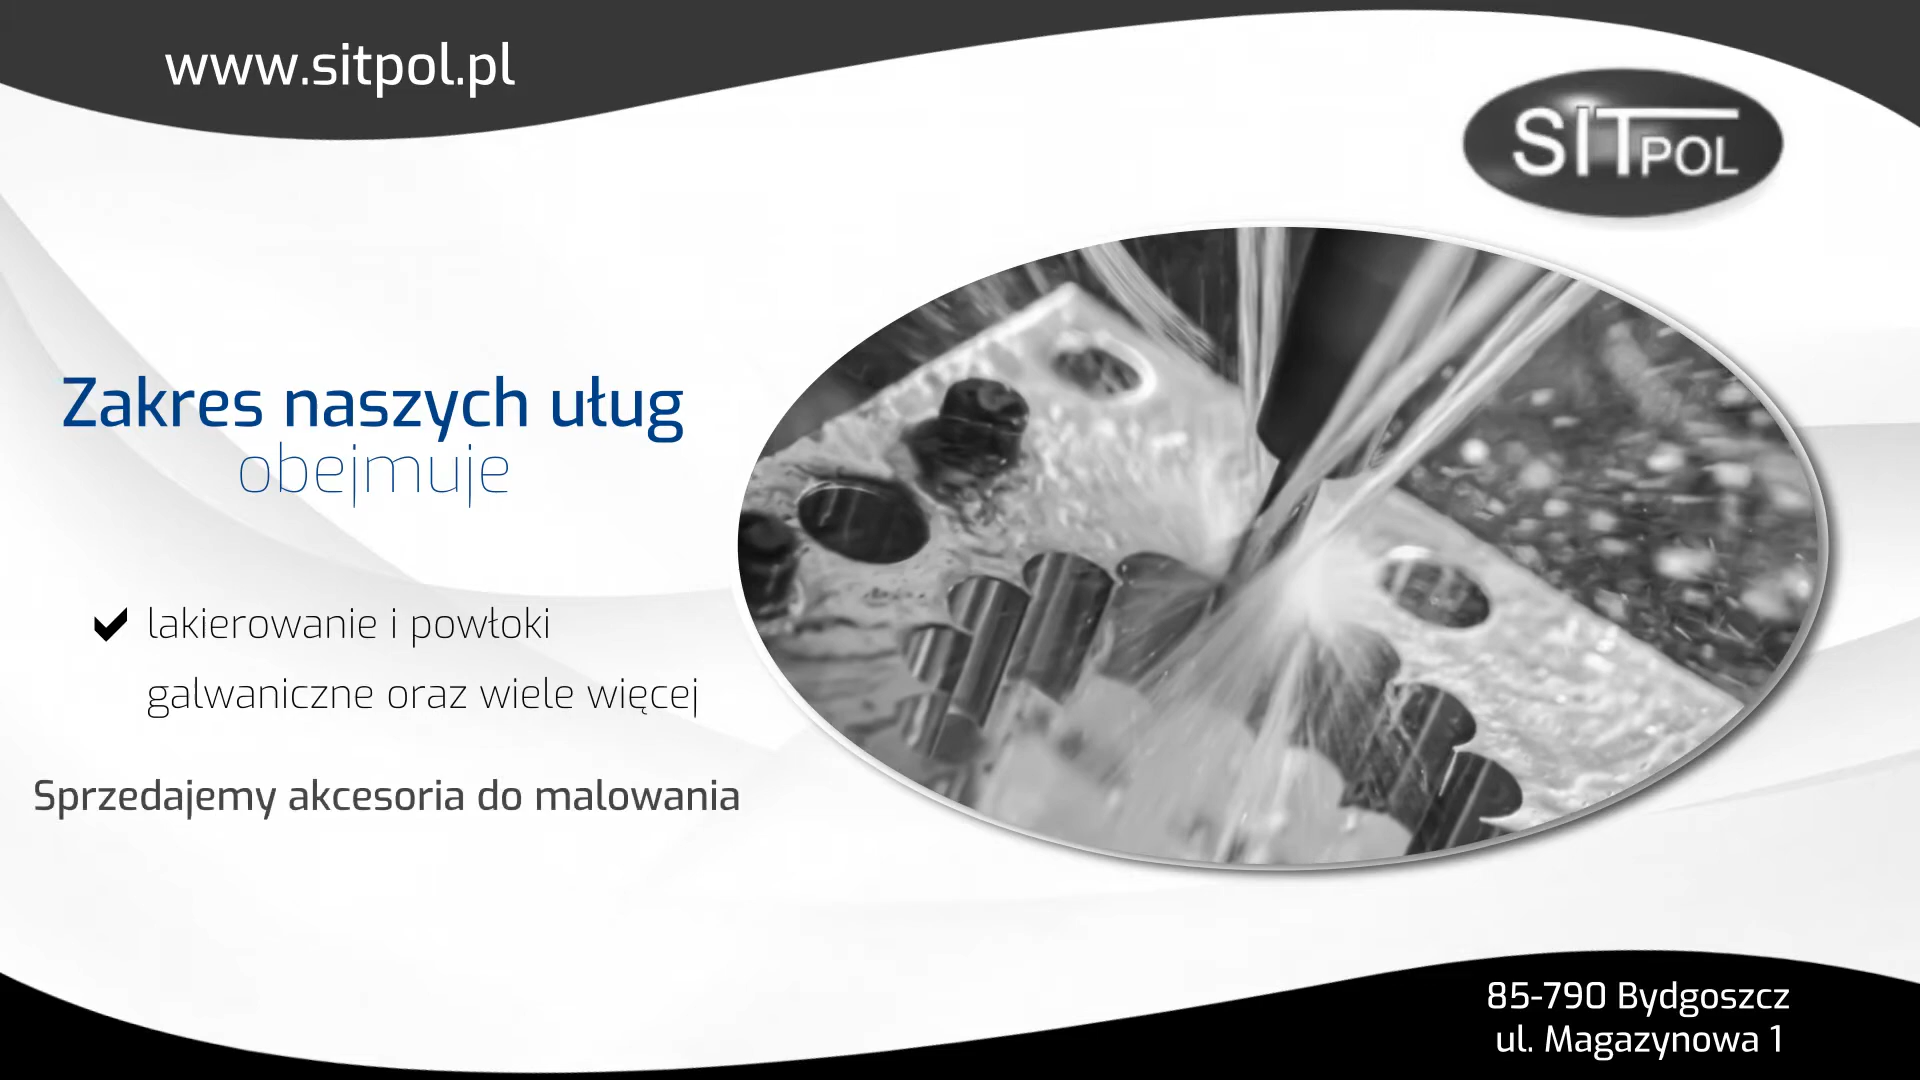 www.sitpol.pl
SITPOL
Zakres naszych uług
obejmuje
lakierowanie i powłoki
galwaniczne oraz wiele więcej
Sprzedajemy akcesoria do malowania
85-790 Bydgoszcz
ul. Magazynowa 1